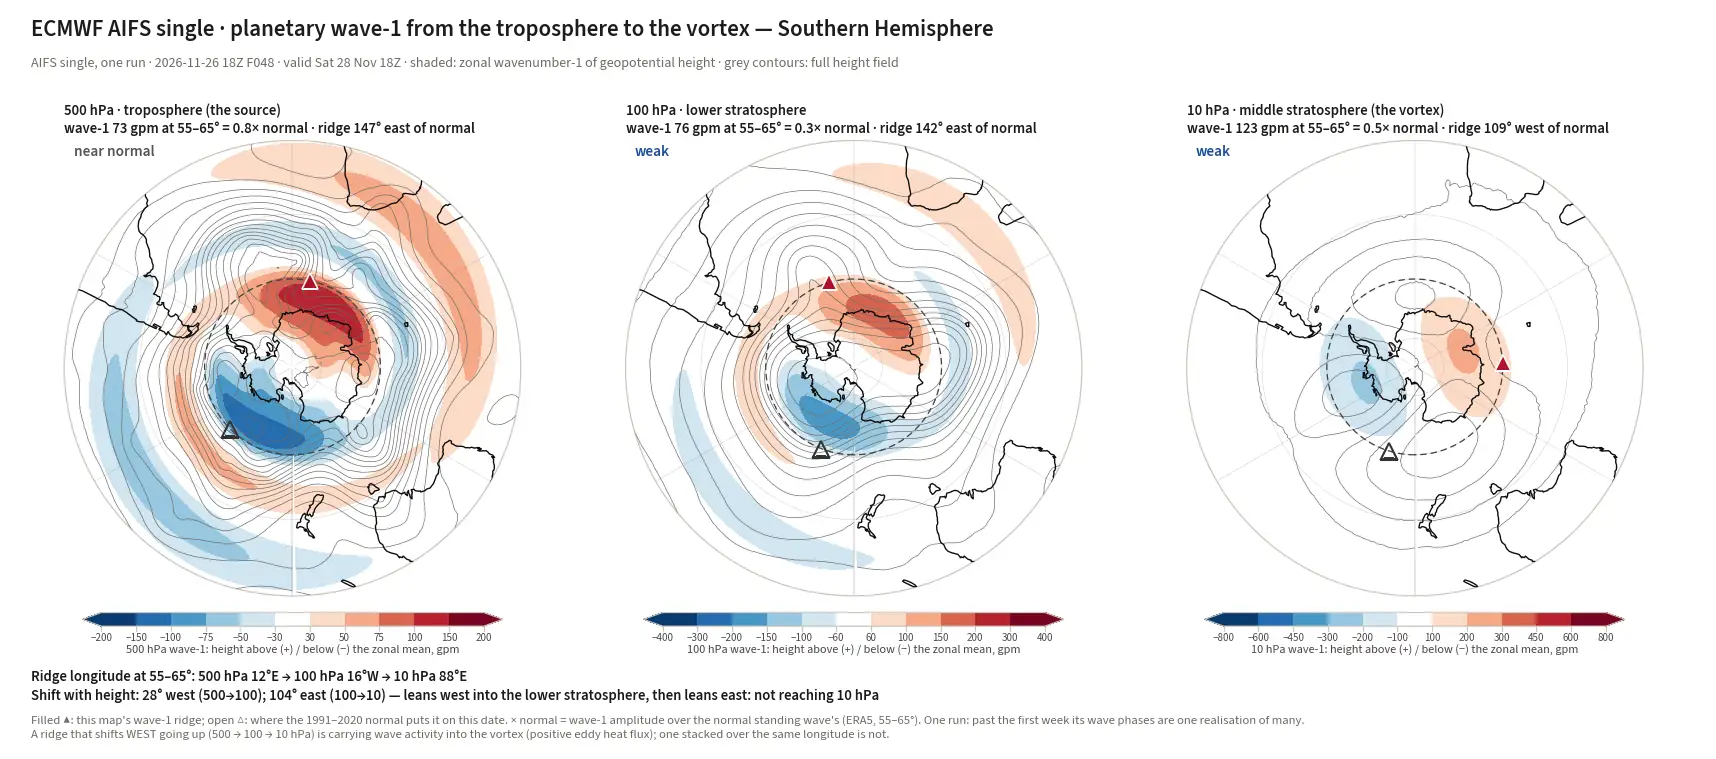 ECMWF AIFS single · planetary wave-1 from the troposphere to the vortex — Southern Hemisphere
AIFS single, one run · 2026-11-26 18Z F048 · valid Sat 28 Nov 18Z · shaded: zonal wavenumber-1 of geopotential height · grey contours: full height field
500 hPa · troposphere (the source)
wave-1 73 gpm at 55–65° = 0.8× normal · ridge 147° east of normal
near normal
100 hPa · lower stratosphere
wave-1 76 gpm at 55–65° = 0.3× normal · ridge 142° east of normal
weak
10 hPa · middle stratosphere (the vortex)
wave-1 123 gpm at 55–65° = 0.5× normal · ridge 109° west of normal
weak
−200 −150 −100 −75 −50 −30 30 50 75 100 150 200
500 hPa wave-1: height above (+) / below (−) the zonal mean, gpm
−400 −300 −200 −150 −100 −60 60 100 150 200 300 400
100 hPa wave-1: height above (+) / below (−) the zonal mean, gpm
−800 −600 −450 −300 −200 −100 100 200 300 450 600 800
10 hPa wave-1: height above (+) / below (−) the zonal mean, gpm
Ridge longitude at 55–65°: 500 hPa 12°E → 100 hPa 16°W → 10 hPa 88°E
Shift with height: 28° west (500→100); 104° east (100→10) — leans west into the lower stratosphere, then leans east: not reaching 10 hPa
Filled ▲: this map's wave-1 ridge; open △: where the 1991–2020 normal puts it on this date. × normal = wave-1 amplitude over the normal standing wave's (ERA5, 55–65°). One run: past the first week its wave phases are one realisation of many.
A ridge that shifts WEST going up (500 → 100 → 10 hPa) is carrying wave activity into the vortex (positive eddy heat flux); one stacked over the same longitude is not.